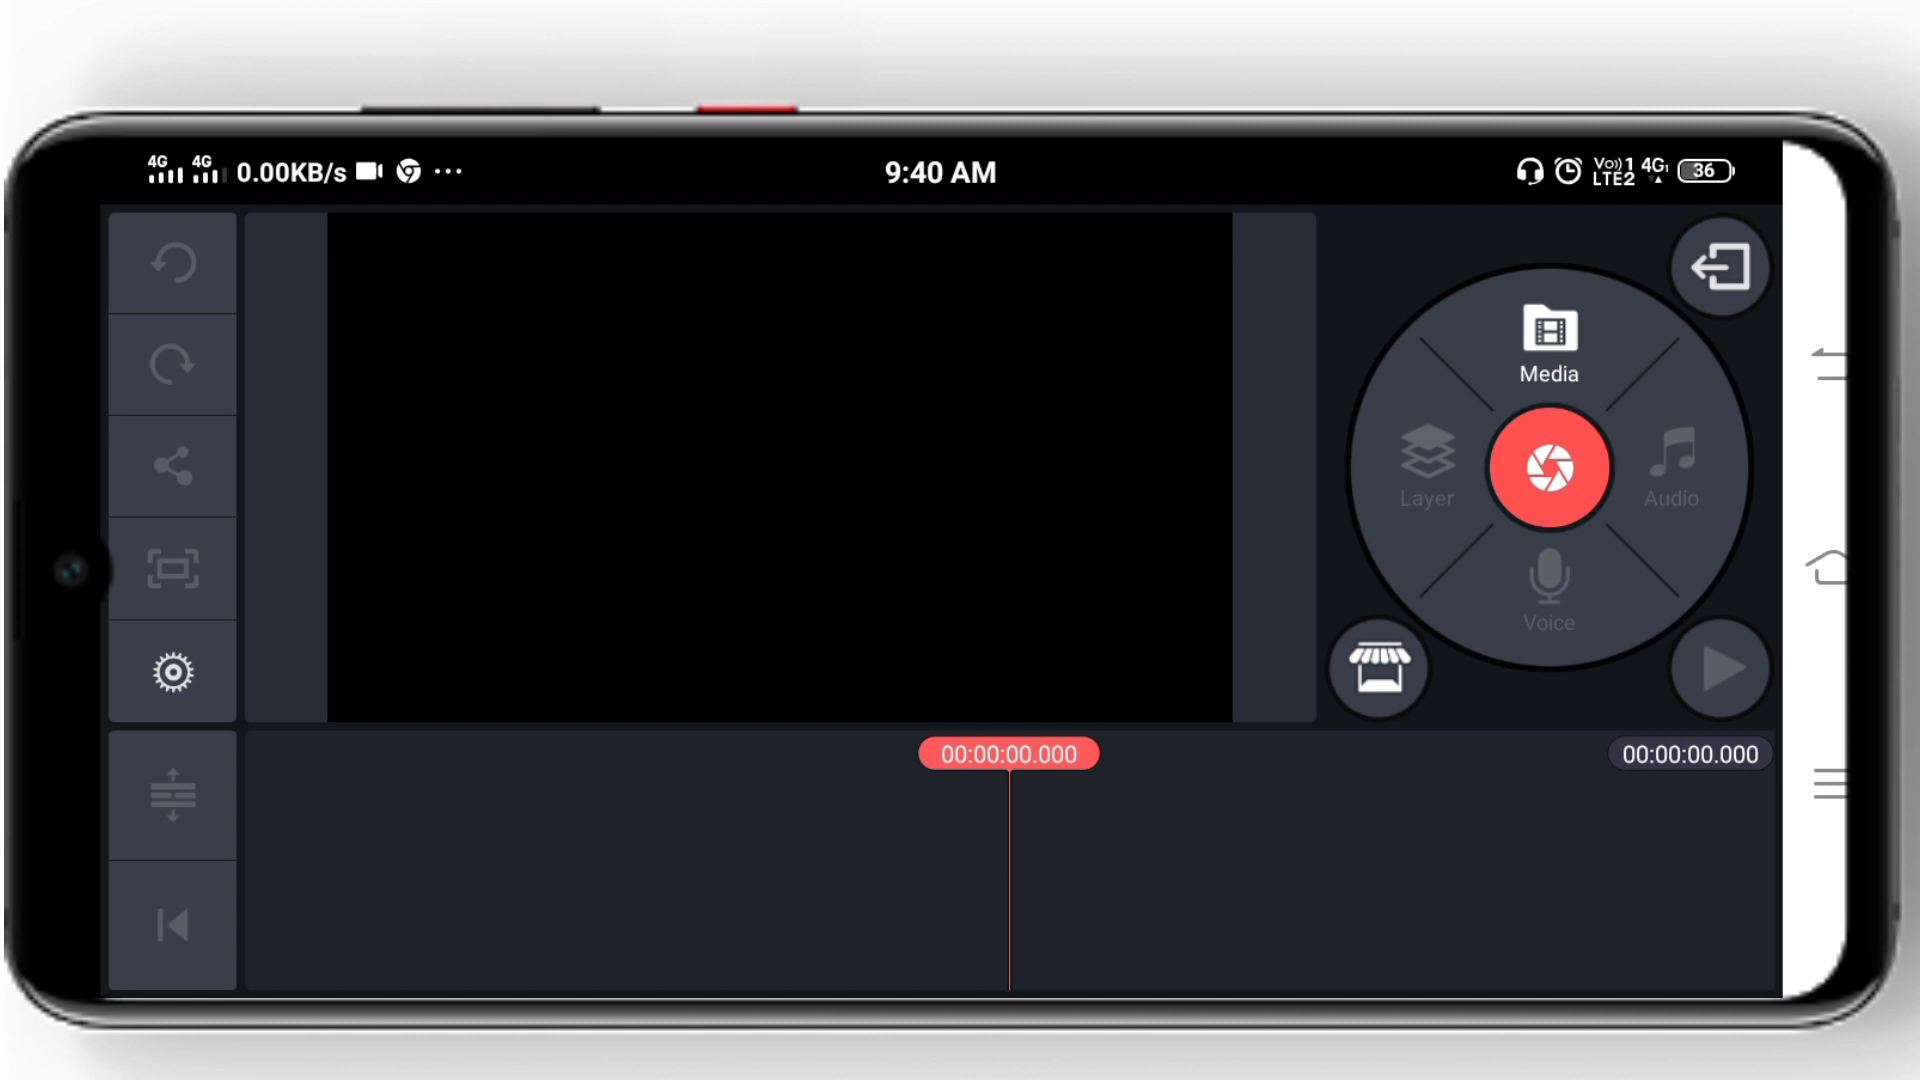 4G 4G 0.00KB/s ... 9:40 AM Vo)) 1 LTE2 4G 36
Media
Layer
Audio
Voice
00:00:00.000
00:00:00.000